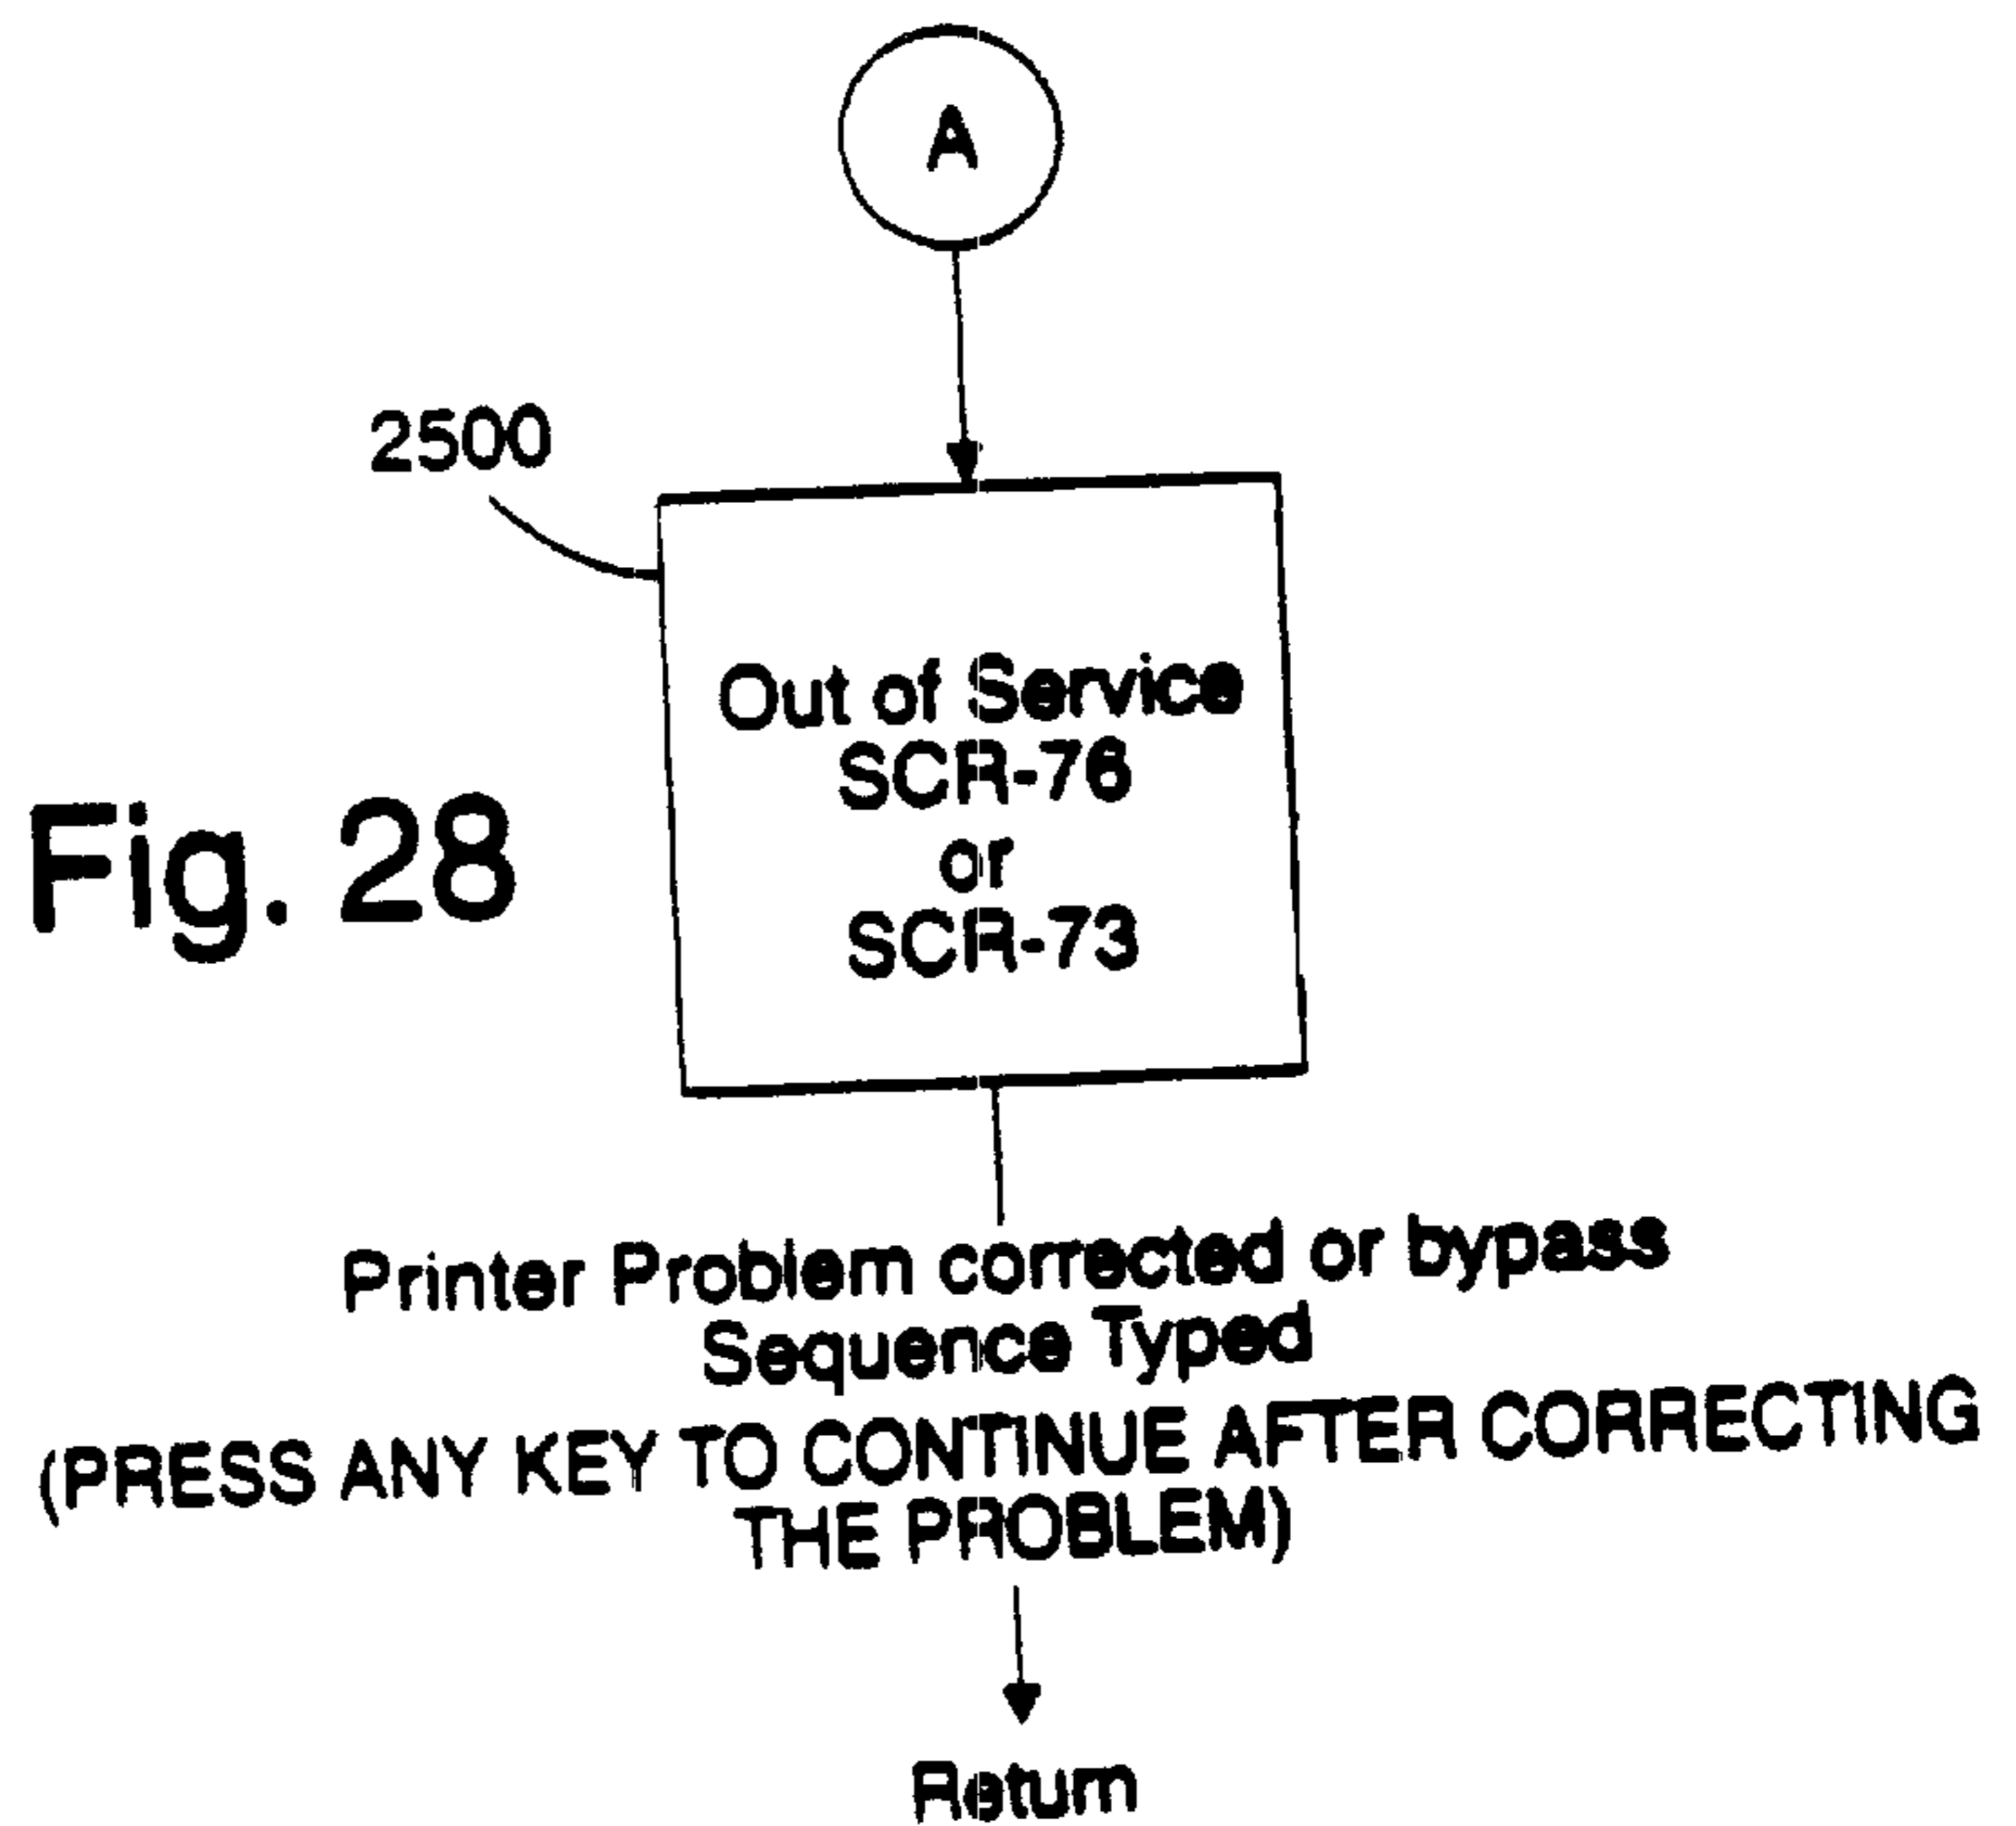 A
2500
Out of Service
SCR-76
or
SCR-73
Fig. 28
Printer Problem corrected or bypass
Sequence Typed
(PRESS ANY KEY TO CONTINUE AFTER CORRECTING
THE PROBLEM)
Return